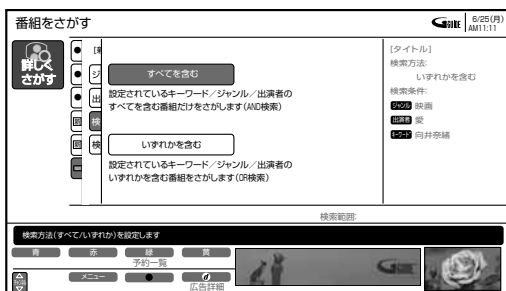 番組をさがす
GGUIDE
6/25(月)
AM11:11
詳しく
さがす
すべてを含む
設定されているキーワード／ジャンル／出演者の
すべてを含む番組だけをさがします(AND検索)
いずれかを含む
設定されているキーワード／ジャンル／出演者の
いずれかを含む番組をさがします(OR検索)
ジ
出
検
検
回
回
[タイトル]
検索方法:
いずれかを含む
検索条件:
ジャンル 映画
出演者 愛
キーワード 向井奈緒
検索範囲:
検索方法(すべて/いずれか)を設定します
青 赤 緑 黄
予約一覧
メニュー d
広告詳細